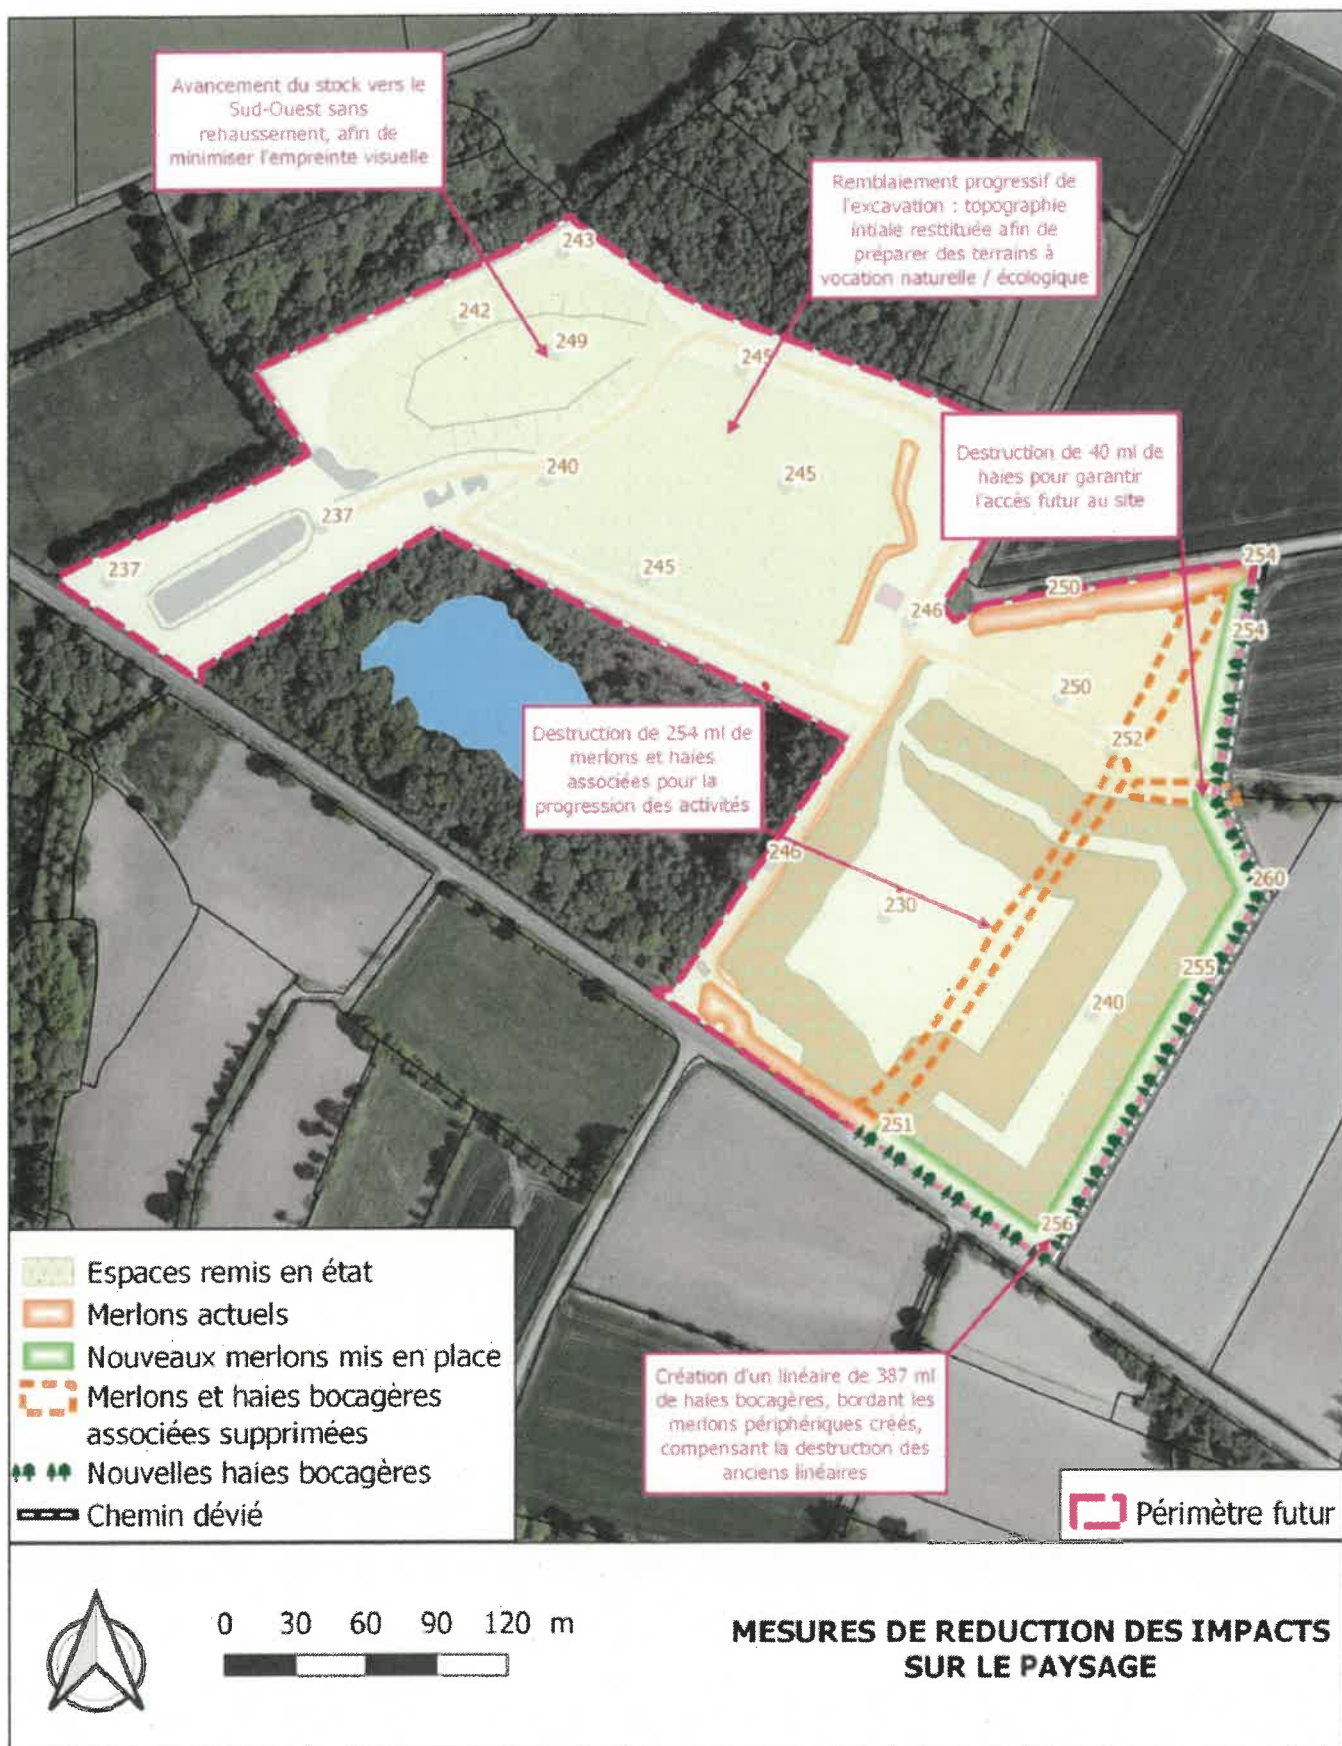 Avancement du stock vers le
Sud-Ouest sans
rehaussement, afin de
minimiser l'empreinte visuelle
Remblaiement progressif de
l'excavation : topographie
intiale resttituée afin de
préparer des terrains à
vocation naturelle / écologique
243
242
249
245
Destruction de 40 ml de
haies pour garantir
l'accès futur au site
240
245
237
237
245
254
250
246
254
250
Destruction de 254 ml de
merlons et haies
associées pour la
progression des activités
252
246
260
230
255
240
251
256
Espaces remis en état
Merlons actuels
Nouveaux merlons mis en place
Merlons et haies bocagères
associées supprimées
Nouvelles haies bocagères
Chemin dévié
Création d'un linéaire de 387 ml
de haies bocagères, bordant les
merlons périphériques créés,
compensant la destruction des
anciens linéaires
Périmètre futur
0 30 60 90 120 m
MESURES DE REDUCTION DES IMPACTS
SUR LE PAYSAGE